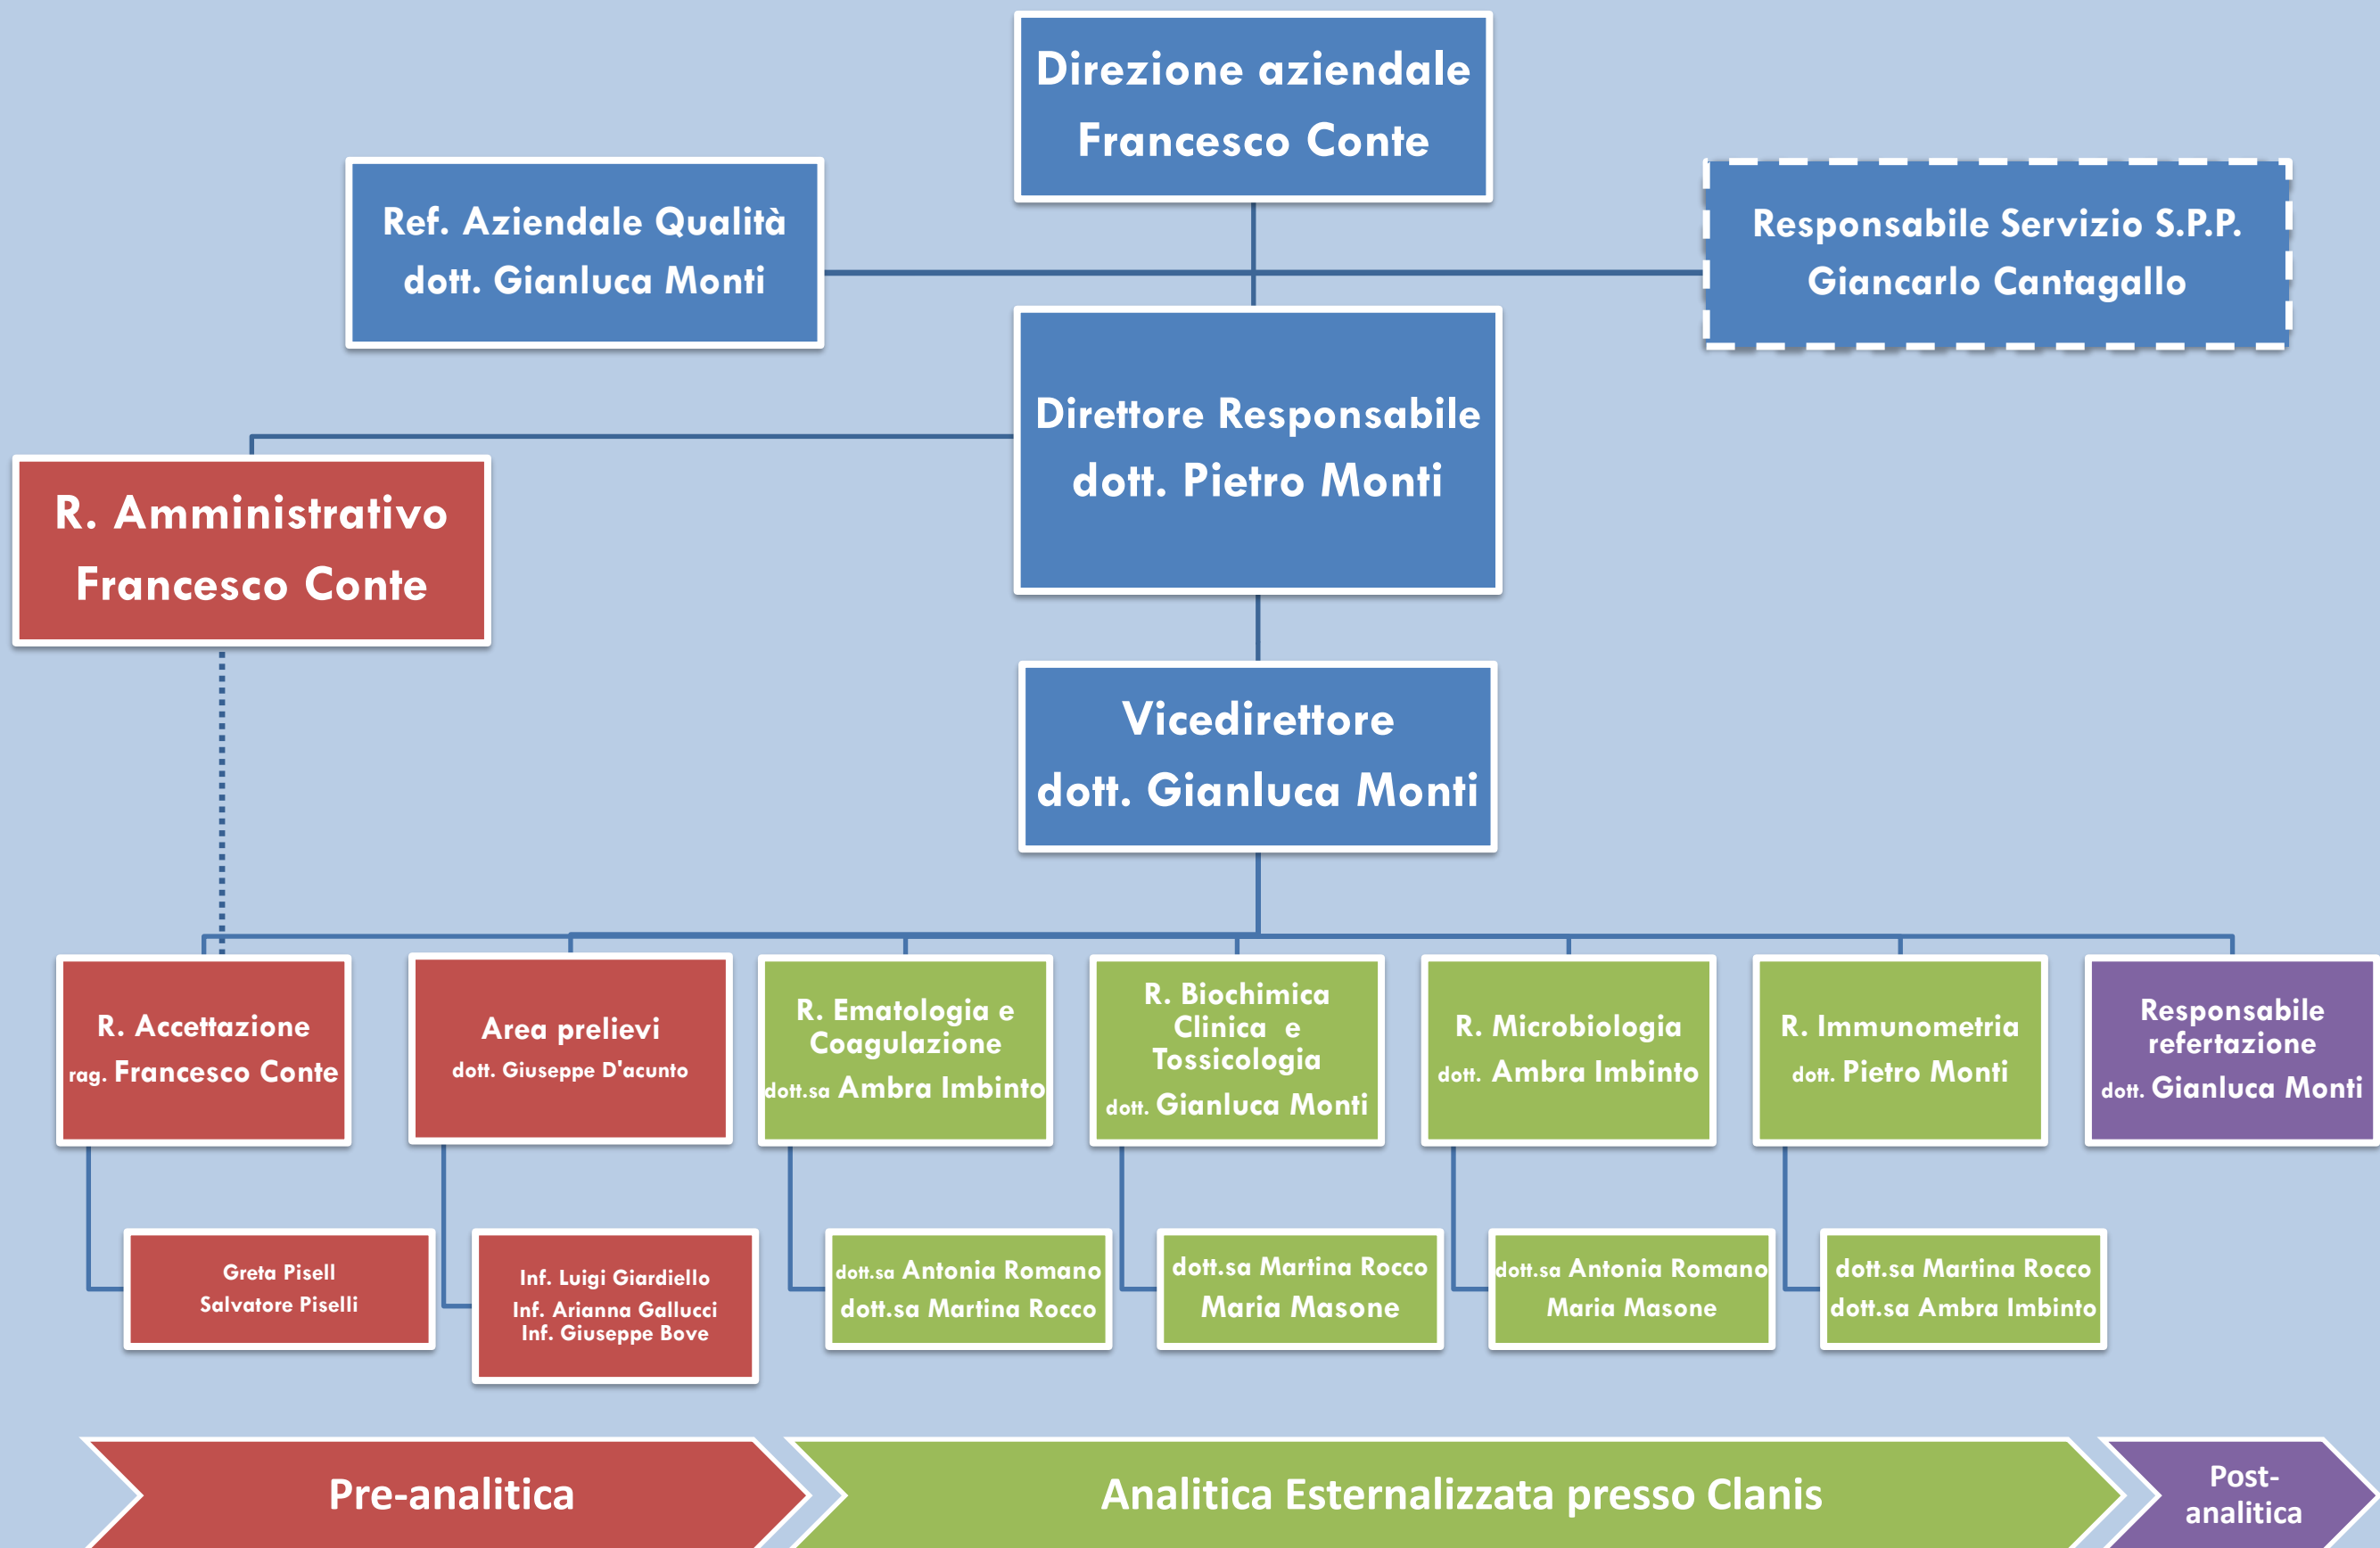 Direzione aziendale
Francesco Conte
Ref. Aziendale Qualità
dott. Gianluca Monti
Responsabile Servizio S.P.P.
Giancarlo Cantagallo
Direttore Responsabile
dott. Pietro Monti
R. Amministrativo
Francesco Conte
Vicedirettore
dott. Gianluca Monti
R. Accettazione
rag. Francesco Conte
Area prelievi
dott. Giuseppe D'acunto
R. Ematologia e
Coagulazione
dott.sa Ambra Imbinto
R. Biochimica
Clinica e
Tossicologia
dott. Gianluca Monti
R. Microbiologia
dott. Ambra Imbinto
R. Immunometria
dott. Pietro Monti
Responsabile
refertazione
dott. Gianluca Monti
Greta Pisell
Salvatore Piselli
Inf. Luigi Giardiello
Inf. Arianna Gallucci
Inf. Giuseppe Bove
dott.sa Antonia Romano
dott.sa Martina Rocco
dott.sa Martina Rocco
Maria Masone
dott.sa Antonia Romano
Maria Masone
dott.sa Martina Rocco
dott.sa Ambra Imbinto
Pre-analitica
Analitica Esternalizzata presso Clanis
Post-
analitica